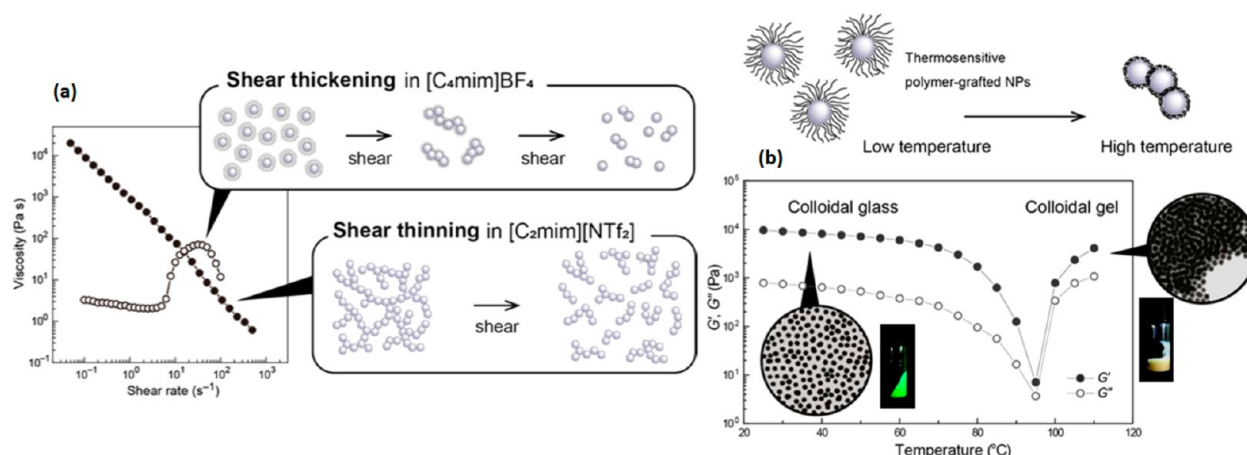 (a)
Shear thickening in [C₄mim]BF₄
shear
shear
Shear thinning in [C₂mim][NTf₂]
shear
Viscosity (Pa s)
10⁴
10³
10²
10¹
10⁰
10⁻¹
10⁻¹
10⁰
10¹
10²
10³
Shear rate (s⁻¹)
Thermosensitive
polymer-grafted NPs
Low temperature
High temperature
(b)
Colloidal glass
Colloidal gel
G', G'' (Pa)
10⁵
10⁴
10³
10²
10¹
10⁰
G'
G''
20
40
60
80
100
120
Temperature (°C)